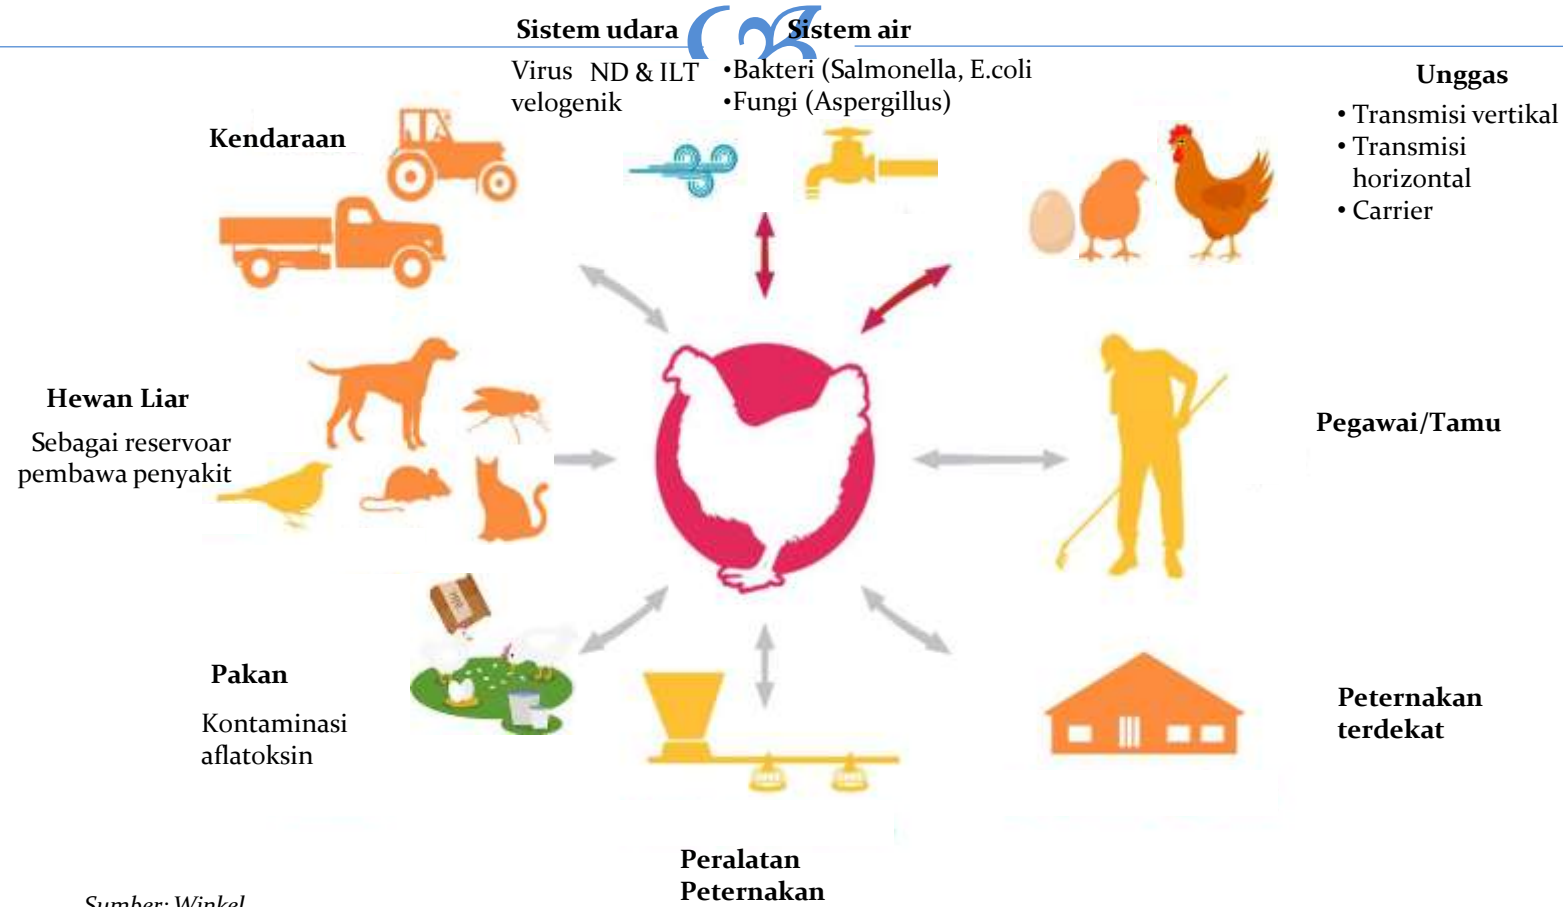 Sistem udara
Virus ND & ILT
velogenik
Sistem air
•Bakteri (Salmonella, E.coli
•Fungi (Aspergillus)
Unggas
• Transmisi vertikal
• Transmisi
horizontal
• Carrier
Kendaraan
Hewan Liar
Sebagai reservoar
pembawa penyakit
Pegawai/Tamu
Pakan
Kontaminasi
aflatoksin
Peternakan
terdekat
Peralatan
Peternakan
Sumber: Winkel